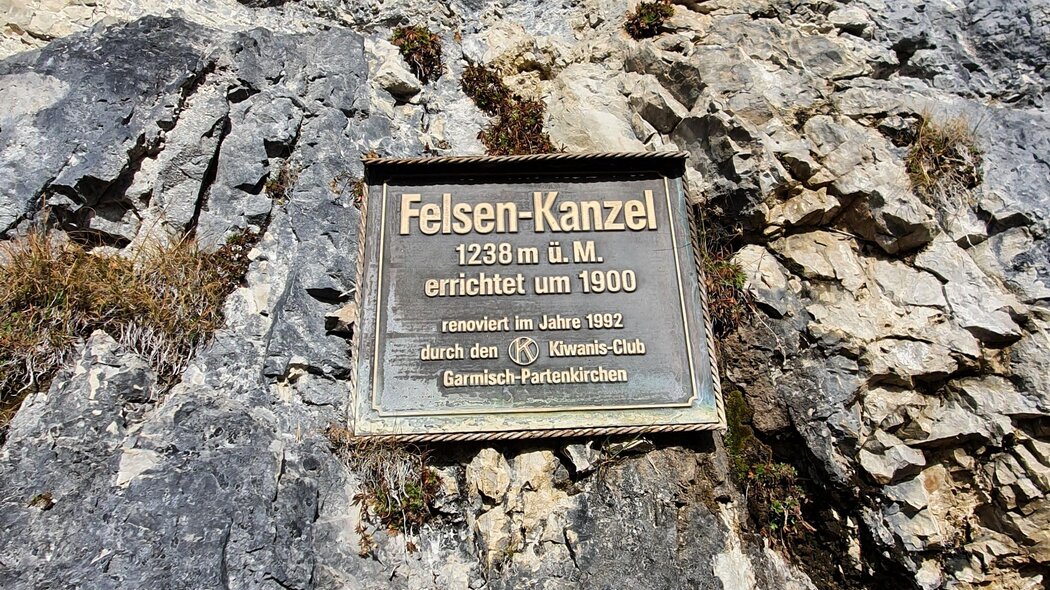 Felsen-Kanzel
1238 m ü. M.
errichtet um 1900
renoviert im Jahre 1992
durch den K Kiwanis-Club
Garmisch-Partenkirchen